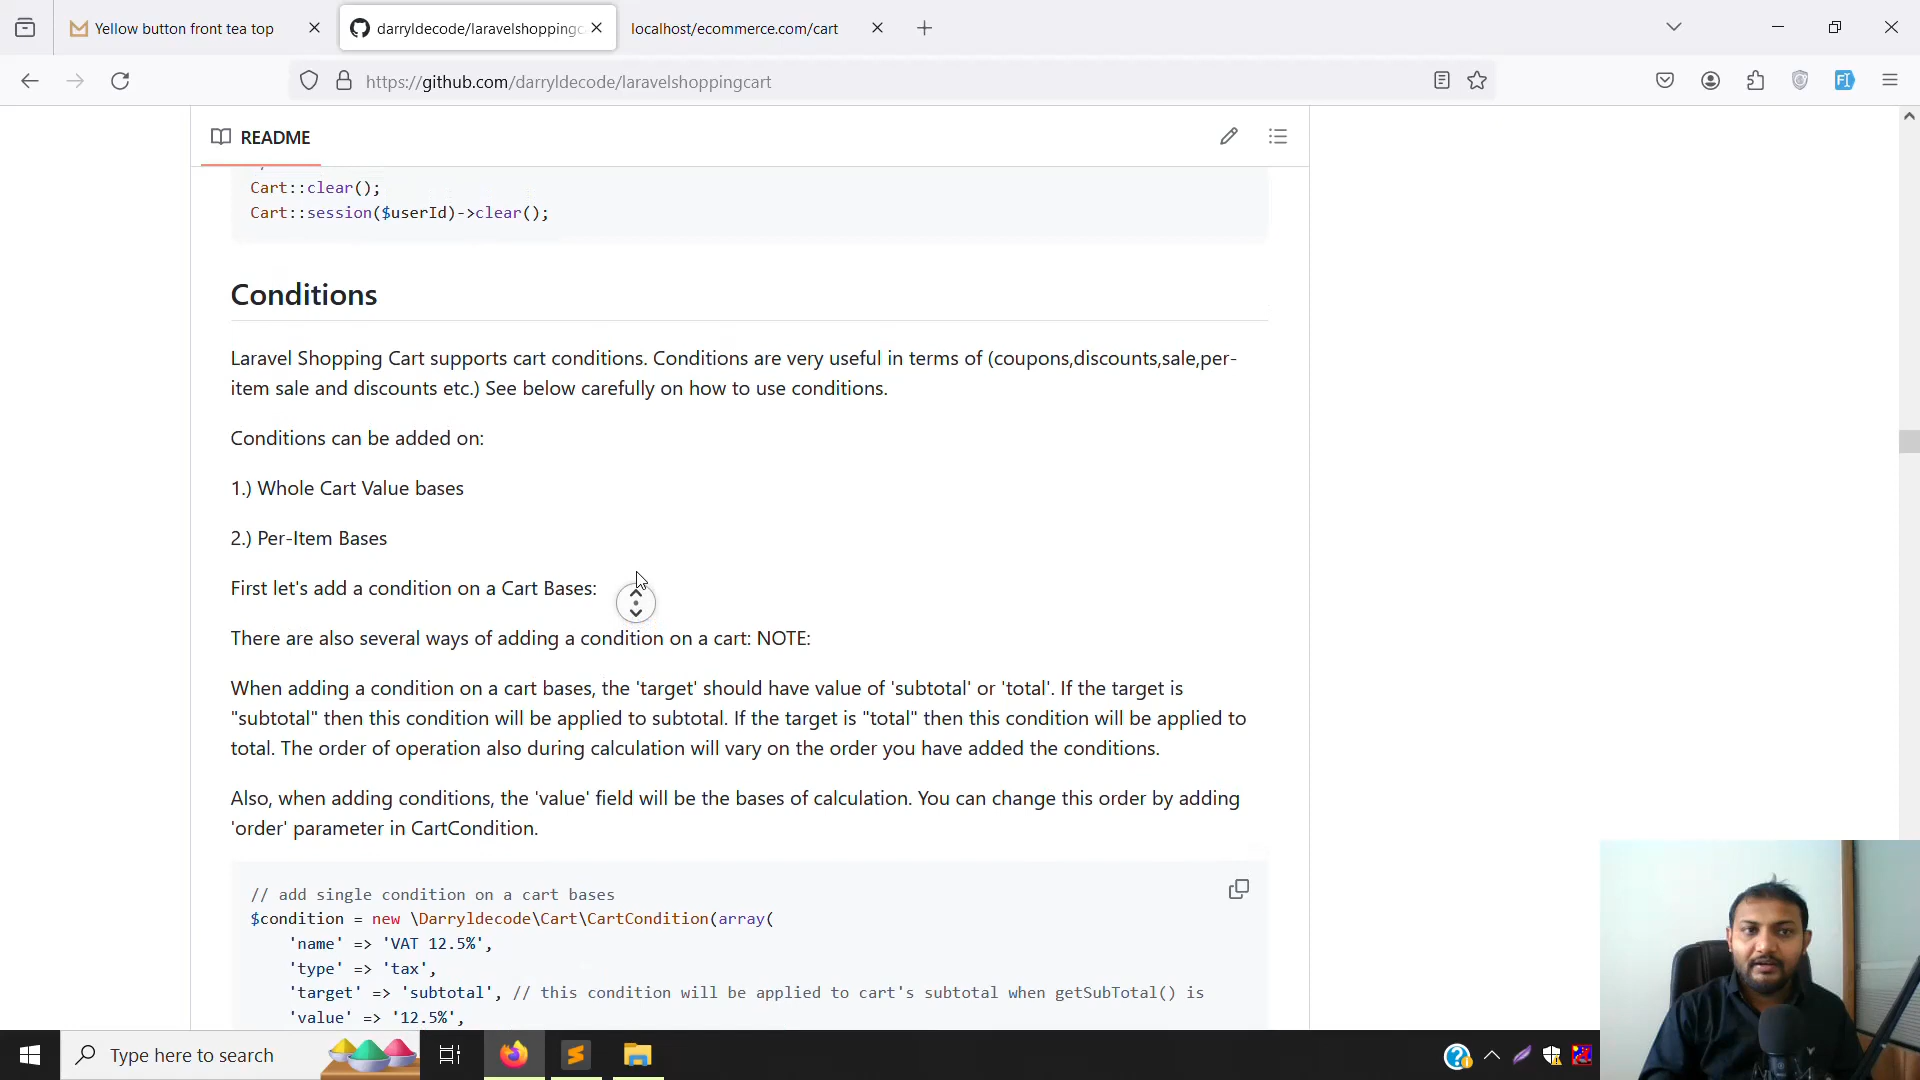 Yellow button front tea top
darryldecode/laravelshoppingc
localhost/ecommerce.com/cart
https://github.com/darryldecode/laravelshoppingcart
README
Cart::clear();
Cart::session($userId)->clear();
Conditions
Laravel Shopping Cart supports cart conditions. Conditions are very useful in terms of (coupons,discounts,sale,per-
item sale and discounts etc.) See below carefully on how to use conditions.
Conditions can be added on:
1.) Whole Cart Value bases
2.) Per-Item Bases
First let's add a condition on a Cart Bases:
There are also several ways of adding a condition on a cart: NOTE:
When adding a condition on a cart bases, the 'target' should have value of 'subtotal' or 'total'. If the target is
"subtotal" then this condition will be applied to subtotal. If the target is "total" then this condition will be applied to
total. The order of operation also during calculation will vary on the order you have added the conditions.
Also, when adding conditions, the 'value' field will be the bases of calculation. You can change this order by adding
'order' parameter in CartCondition.
// add single condition on a cart bases
$condition = new \Darryldecode\Cart\CartCondition(array(
'name' => 'VAT 12.5%',
'type' => 'tax',
'target' => 'subtotal', // this condition will be applied to cart's subtotal when getSubTotal() is
'value' => '12.5%',
Type here to search